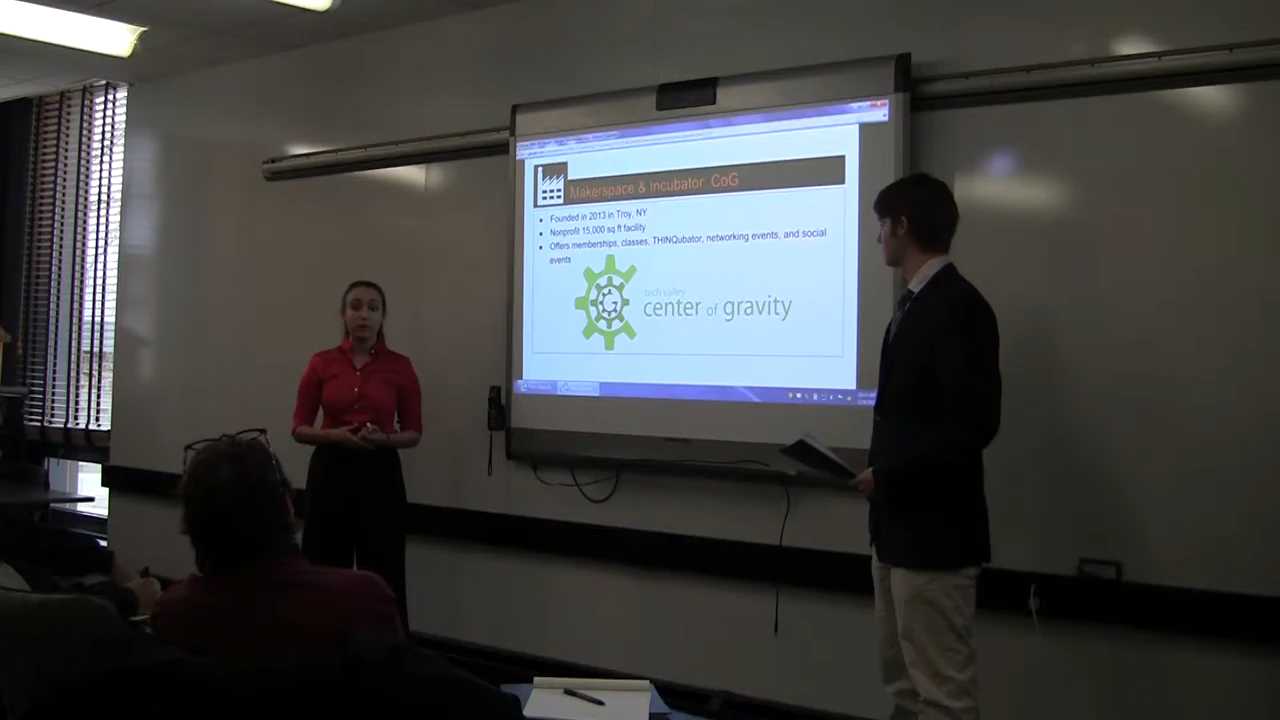 Makerspace & Incubator: CoG
Founded in 2013 in Troy, NY
Nonprofit 15,000 sq ft facility
Offers memberships, classes, THINQubator, networking events, and social
events
tech valley
center of gravity